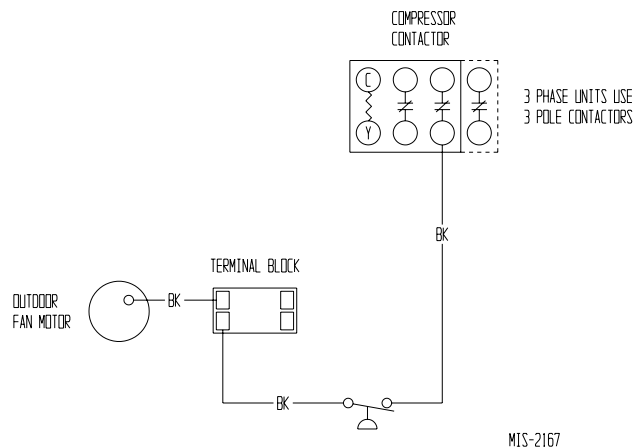 COMPRESSOR
CONTACTOR
C
Y
3 PHASE UNITS USE
3 POLE CONTACTORS
BK
TERMINAL BLOCK
OUTDOOR
FAN MOTOR
BK
BK
MIS-2167